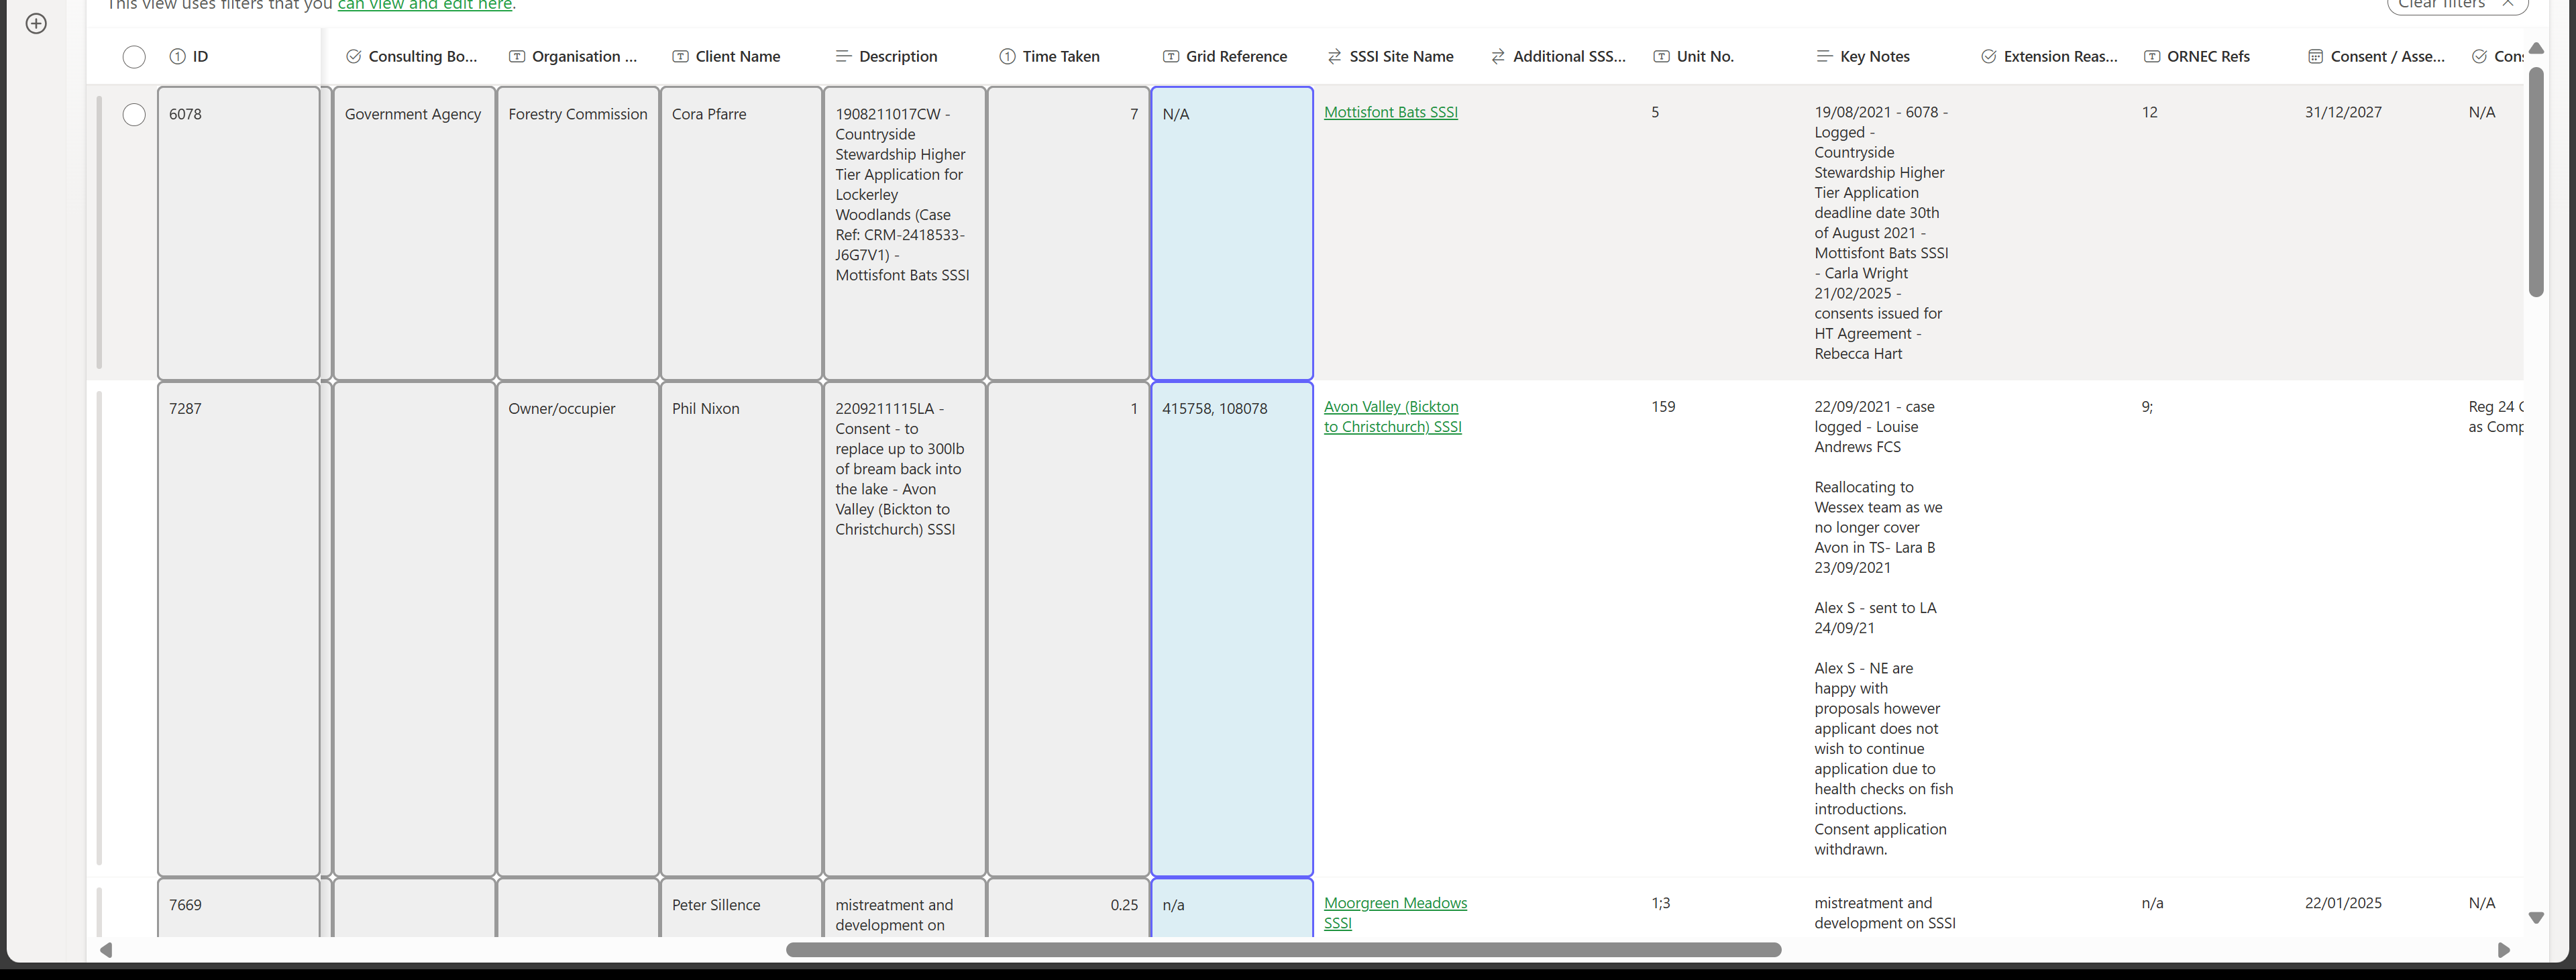 This view uses filters that you can view and edit here.
Clear filters
ID
Consulting Bo...
Organisation ...
Client Name
Description
Time Taken
Grid Reference
SSSI Site Name
Additional SSS...
Unit No.
Key Notes
Extension Reas...
ORNEC Refs
Consent / Asse...
Cons
6078
Government Agency
Forestry Commission
Cora Pfarre
1908211017CW -
Countryside
Stewardship Higher
Tier Application for
Lockerley
Woodlands (Case
Ref: CRM-2418533-
J6G7V1) -
Mottisfont Bats SSSI
7
N/A
Mottisfont Bats SSSI
5
19/08/2021 - 6078 -
Logged -
Countryside
Stewardship Higher
Tier Application
deadline date 30th
of August 2021 -
Mottisfont Bats SSSI
- Carla Wright
21/02/2025 -
consents issued for
HT Agreement -
Rebecca Hart
12
31/12/2027
N/A
7287
Owner/occupier
Phil Nixon
2209211115LA -
Consent - to
replace up to 300lb
of bream back into
the lake - Avon
Valley (Bickton to
Christchurch) SSSI
1
415758, 108078
Avon Valley (Bickton
to Christchurch) SSSI
159
22/09/2021 - case
logged - Louise
Andrews FCS
Reallocating to
Wessex team as we
no longer cover
Avon in TS- Lara B
23/09/2021
Alex S - sent to LA
24/09/21
Alex S - NE are
happy with
proposals however
applicant does not
wish to continue
application due to
health checks on fish
introductions.
Consent application
withdrawn.
9;
Reg 24
as Comp
7669
Peter Sillence
mistreatment and
development on
0.25
n/a
Moorgreen Meadows
SSSI
1;3
mistreatment and
development on SSSI
n/a
22/01/2025
N/A